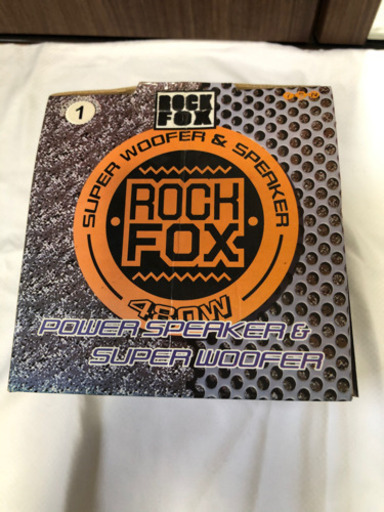 1
ROCK
FOX
SUPER WOOFER & SPEAKER
ROCK
FOX
480W
POWER SPEAKER &
SUPER WOOFER